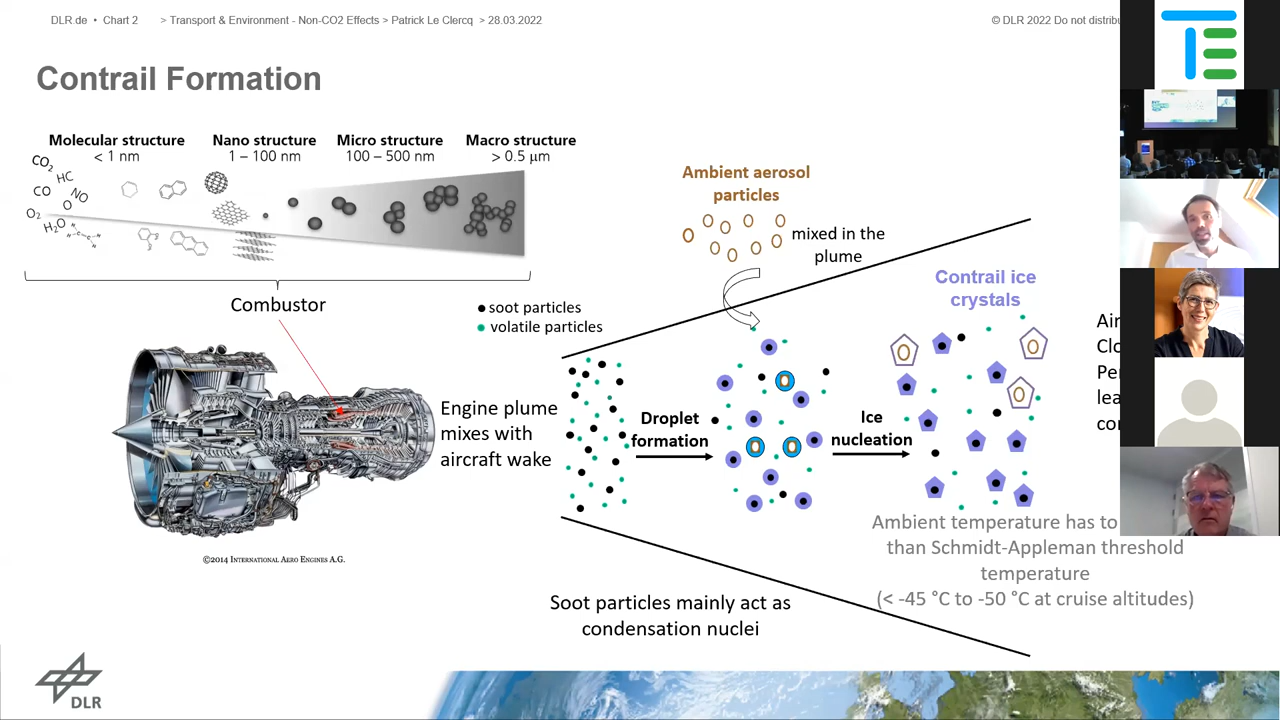 DLR de • Chart 2 > Transport & Environment - Non-CO2 Effects > Patrick Le Clercq > 28.03.2022
© DLR 2022 Do not distribu
Contrail Formation
Molecular structure
< 1 nm
Nano structure
1 – 100 nm
Micro structure
100 – 500 nm
Macro structure
> 0.5 µm
CO2
HC
CO
NO
O
O2
H2O
Combustor
soot particles
volatile particles
Ambient aerosol
particles
mixed in the
plume
Contrail ice
crystals
Engine plume
mixes with
aircraft wake
Droplet
formation
Ice
nucleation
Air
Clo
Per
lea
co
Ambient temperature has to
than Schmidt-Appleman threshold
temperature
(< -45 °C to -50 °C at cruise altitudes)
Soot particles mainly act as
condensation nuclei
©2014 INTERNATIONAL AERO ENGINES A.G.
DLR